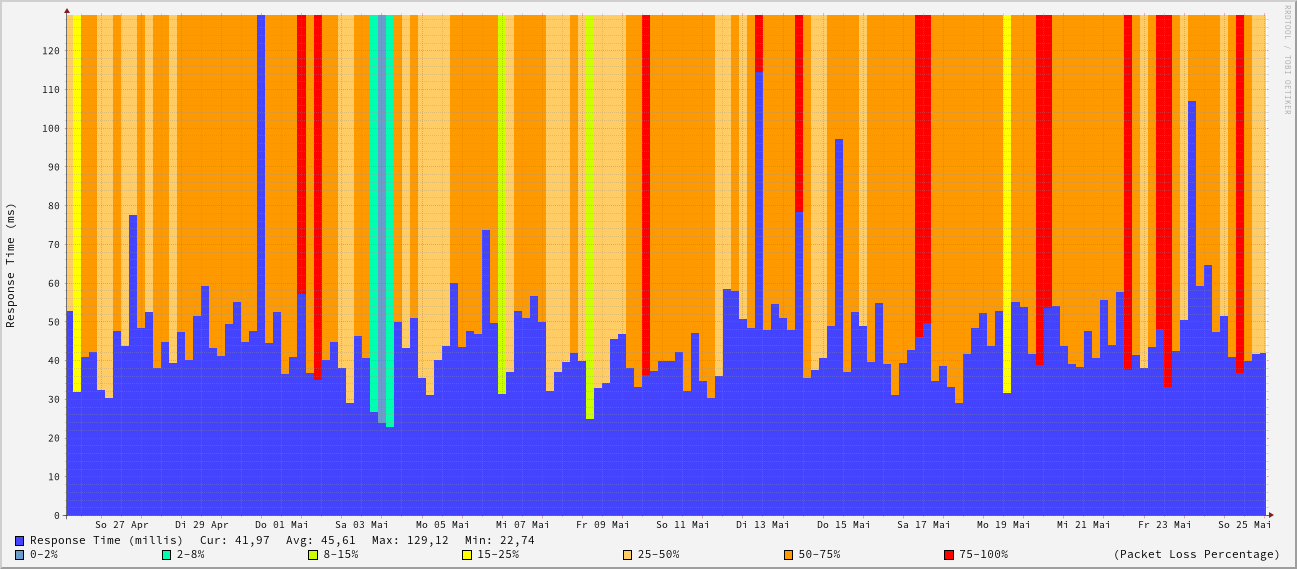 RRDTOOL / TOBI OETIKER
Response Time (ms)
120
110
100
90
80
70
60
50
40
30
20
10
0
So 27 Apr Di 29 Apr Do 01 Mai Sa 03 Mai Mo 05 Mai Mi 07 Mai Fr 09 Mai So 11 Mai Di 13 Mai Do 15 Mai Sa 17 Mai Mo 19 Mai Mi 21 Mai Fr 23 Mai So 25 Mai
Response Time (millis) Cur: 41,97 Avg: 45,61 Max: 129,12 Min: 22,74
0-2% 2-8% 8-15% 15-25% 25-50% 50-75% 75-100% (Packet Loss Percentage)